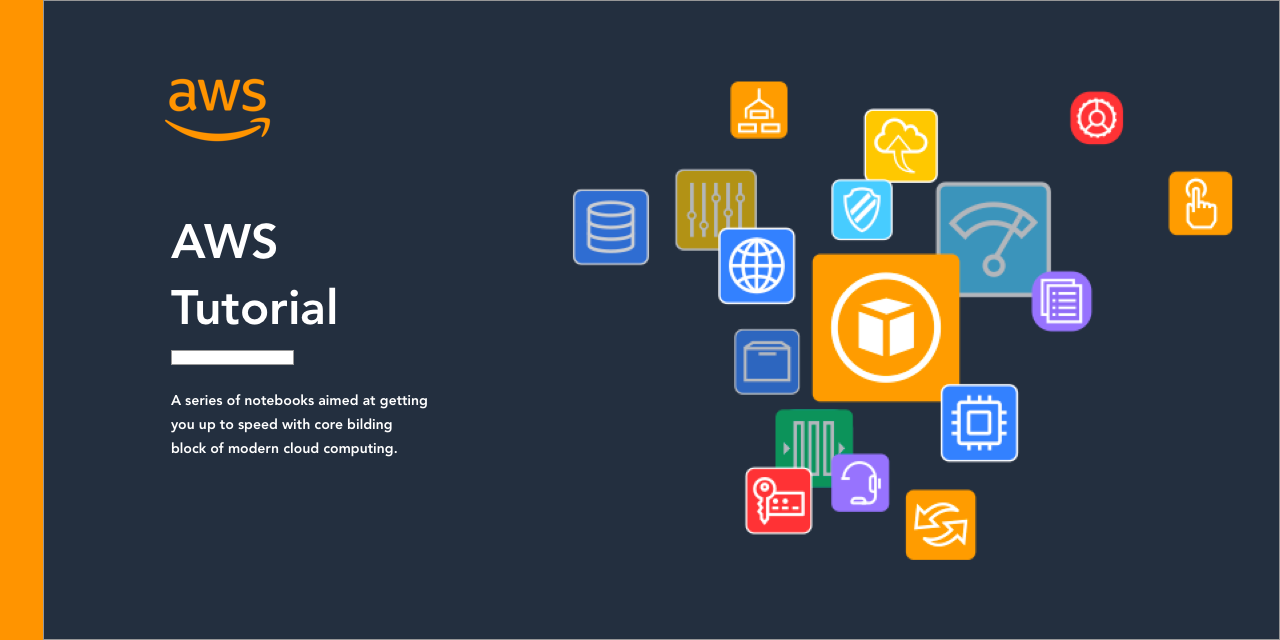 aws
AWS
Tutorial
A series of notebooks aimed at getting
you up to speed with core bilding
block of modern cloud computing.